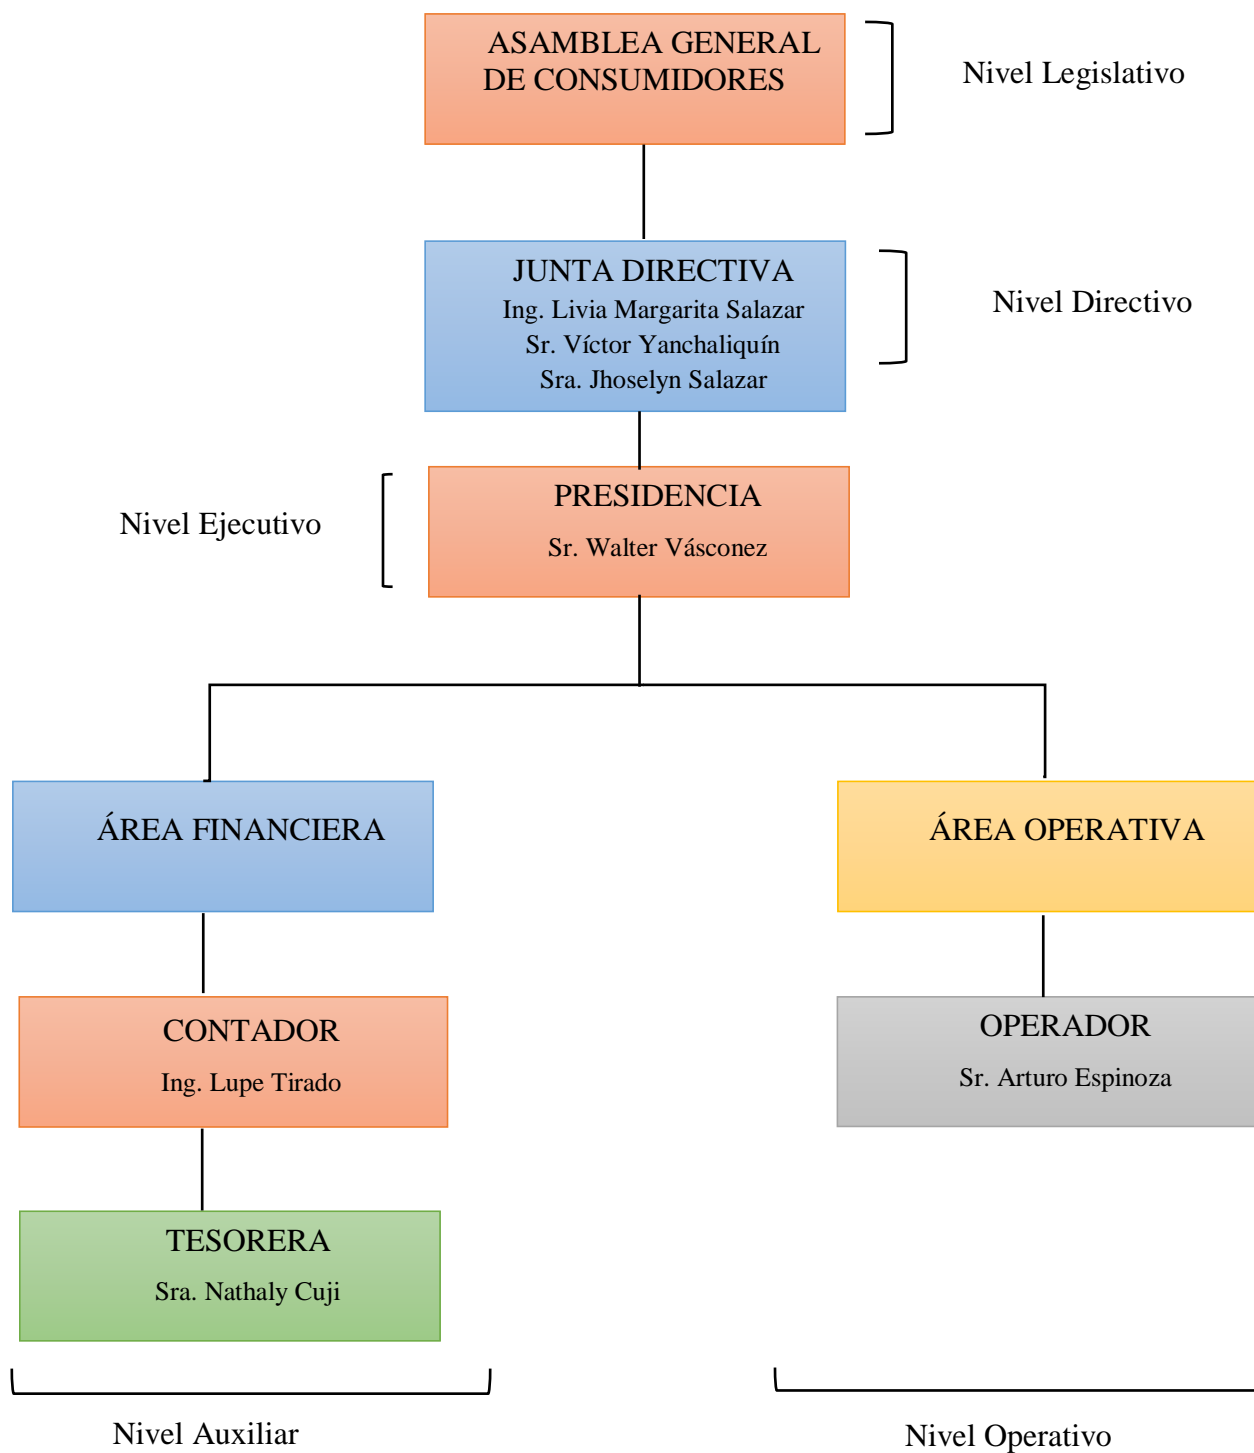 ASAMBLEA GENERAL
DE CONSUMIDORES
Nivel Legislativo
JUNTA DIRECTIVA
Ing. Livia Margarita Salazar
Sr. Víctor Yanchaliquín
Sra. Jhoselyn Salazar
Nivel Directivo
PRESIDENCIA
Sr. Walter Vásconez
Nivel Ejecutivo
ÁREA FINANCIERA
ÁREA OPERATIVA
CONTADOR
Ing. Lupe Tirado
OPERADOR
Sr. Arturo Espinoza
TESORERA
Sra. Nathaly Cuji
Nivel Auxiliar
Nivel Operativo